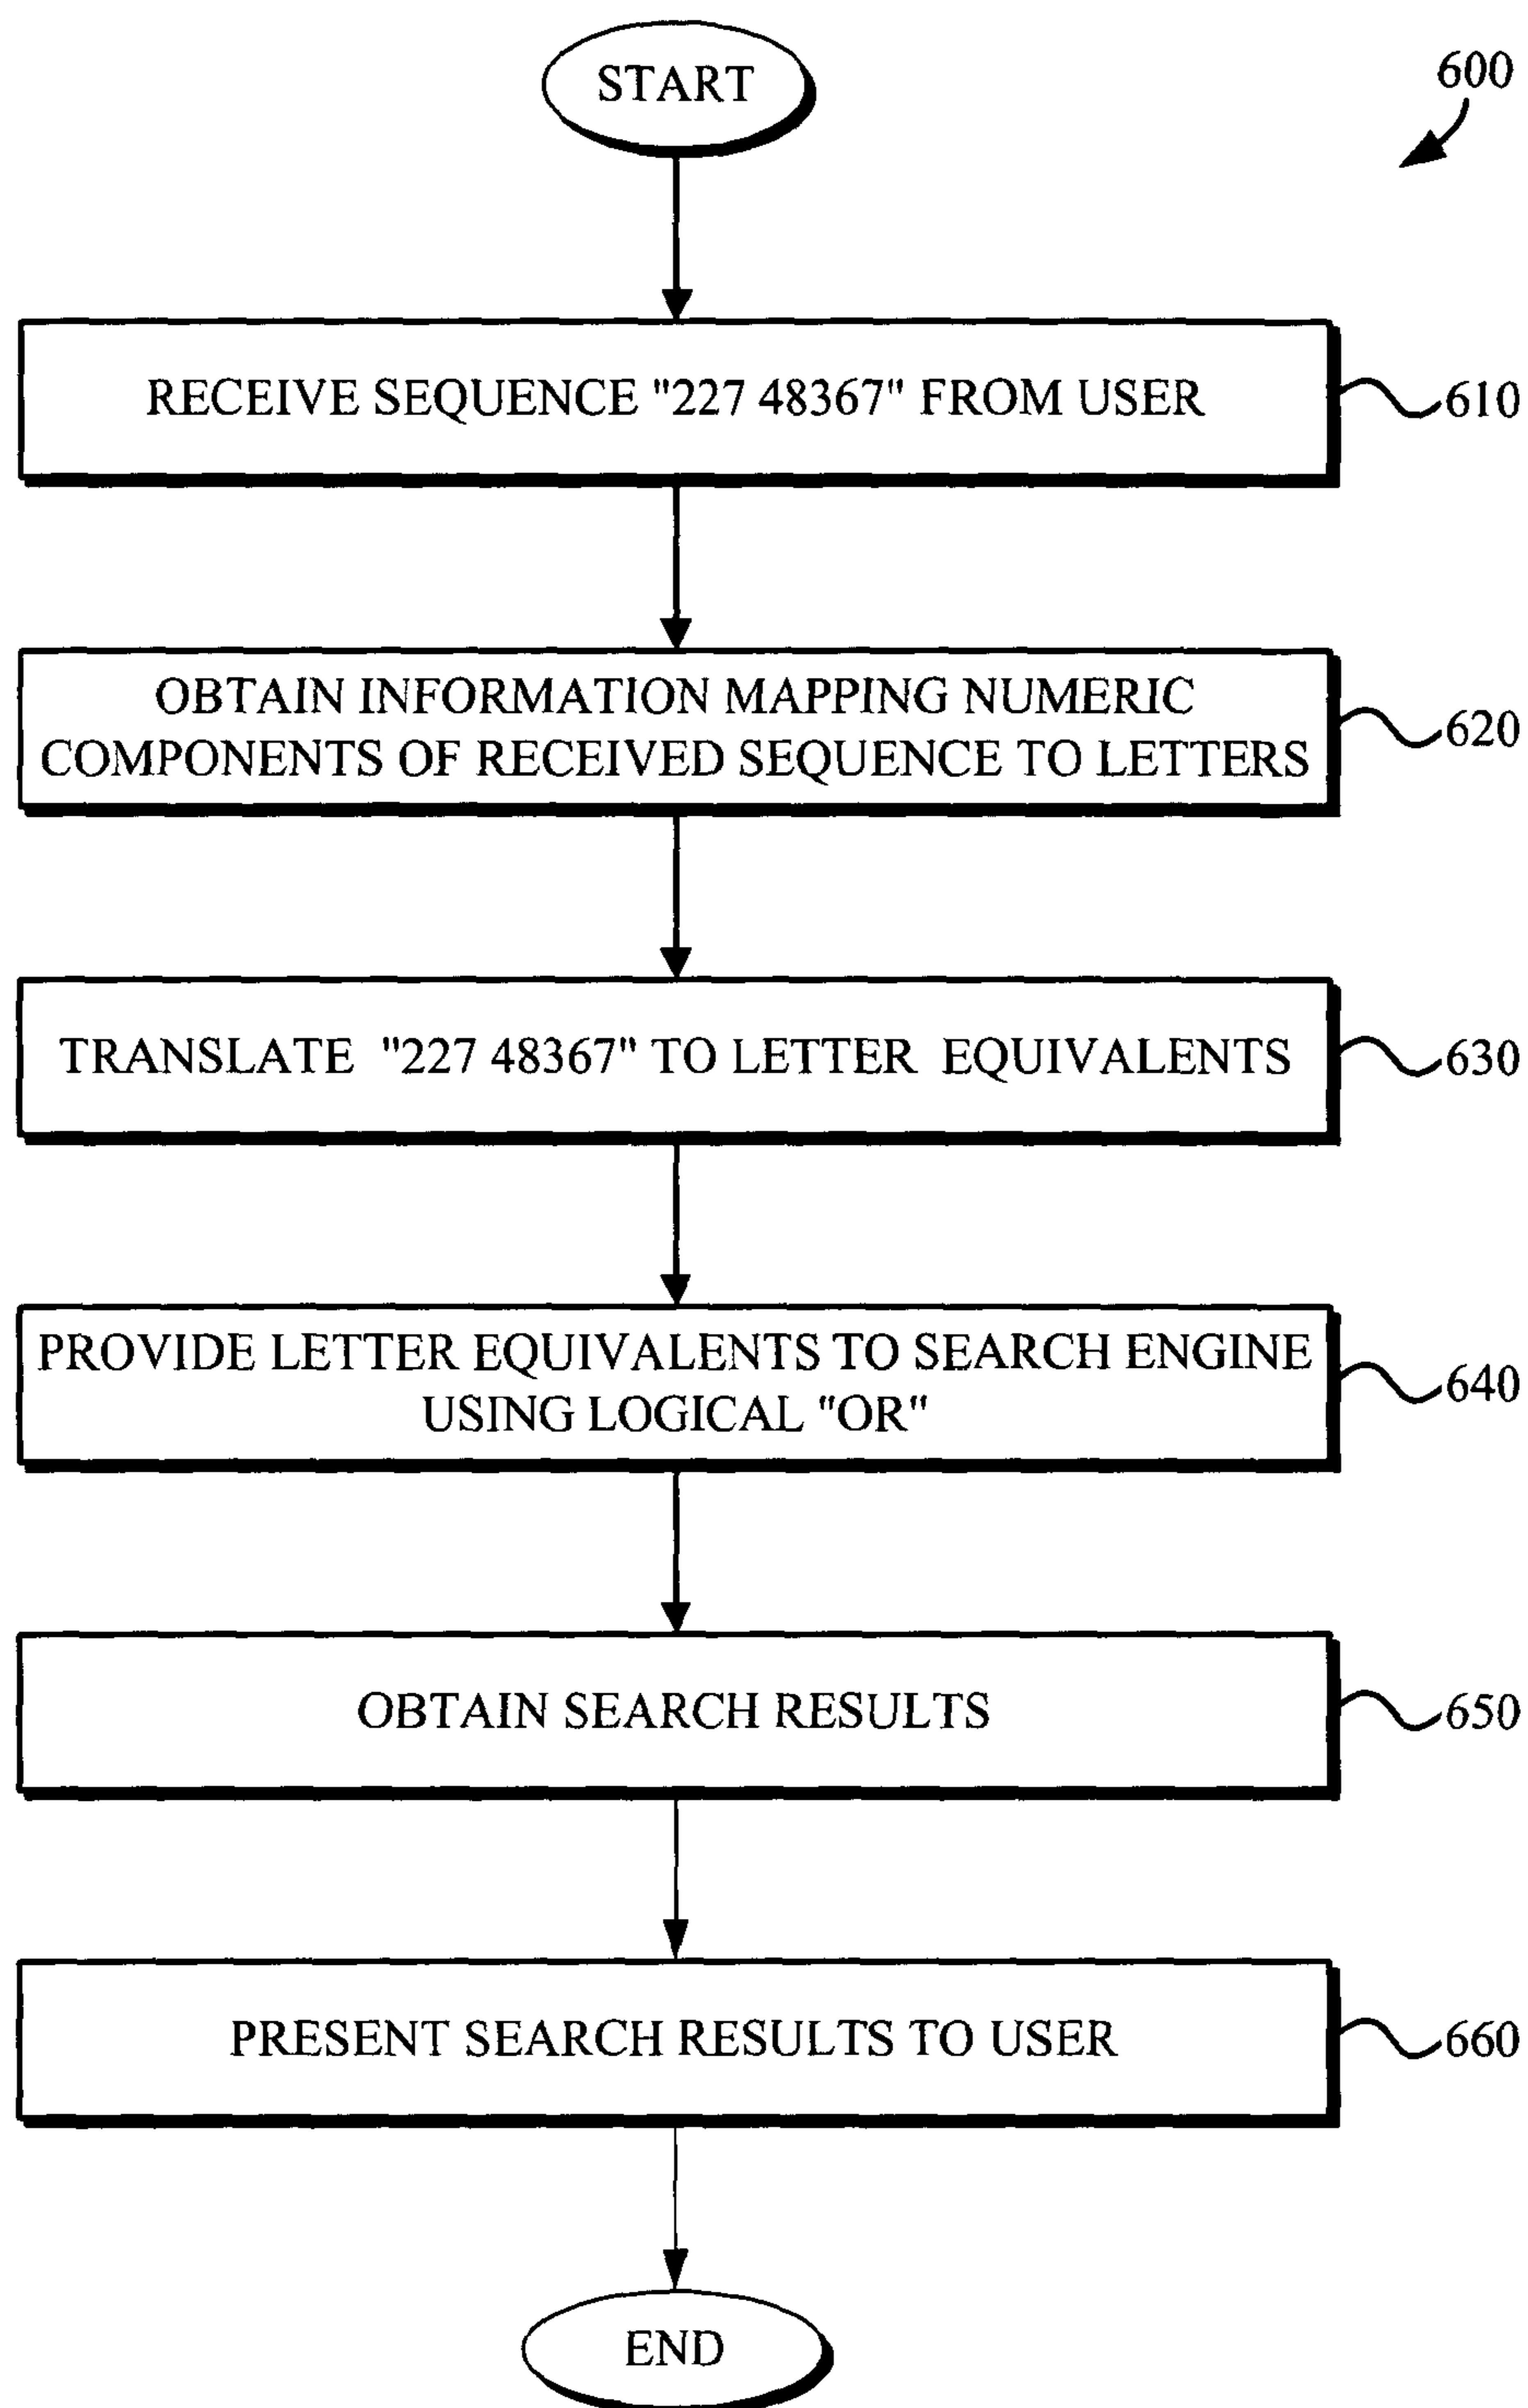 START
600
RECEIVE SEQUENCE "227 48367" FROM USER
610
OBTAIN INFORMATION MAPPING NUMERIC
COMPONENTS OF RECEIVED SEQUENCE TO LETTERS
620
TRANSLATE "227 48367" TO LETTER EQUIVALENTS
630
PROVIDE LETTER EQUIVALENTS TO SEARCH ENGINE
USING LOGICAL "OR"
640
OBTAIN SEARCH RESULTS
650
PRESENT SEARCH RESULTS TO USER
660
END